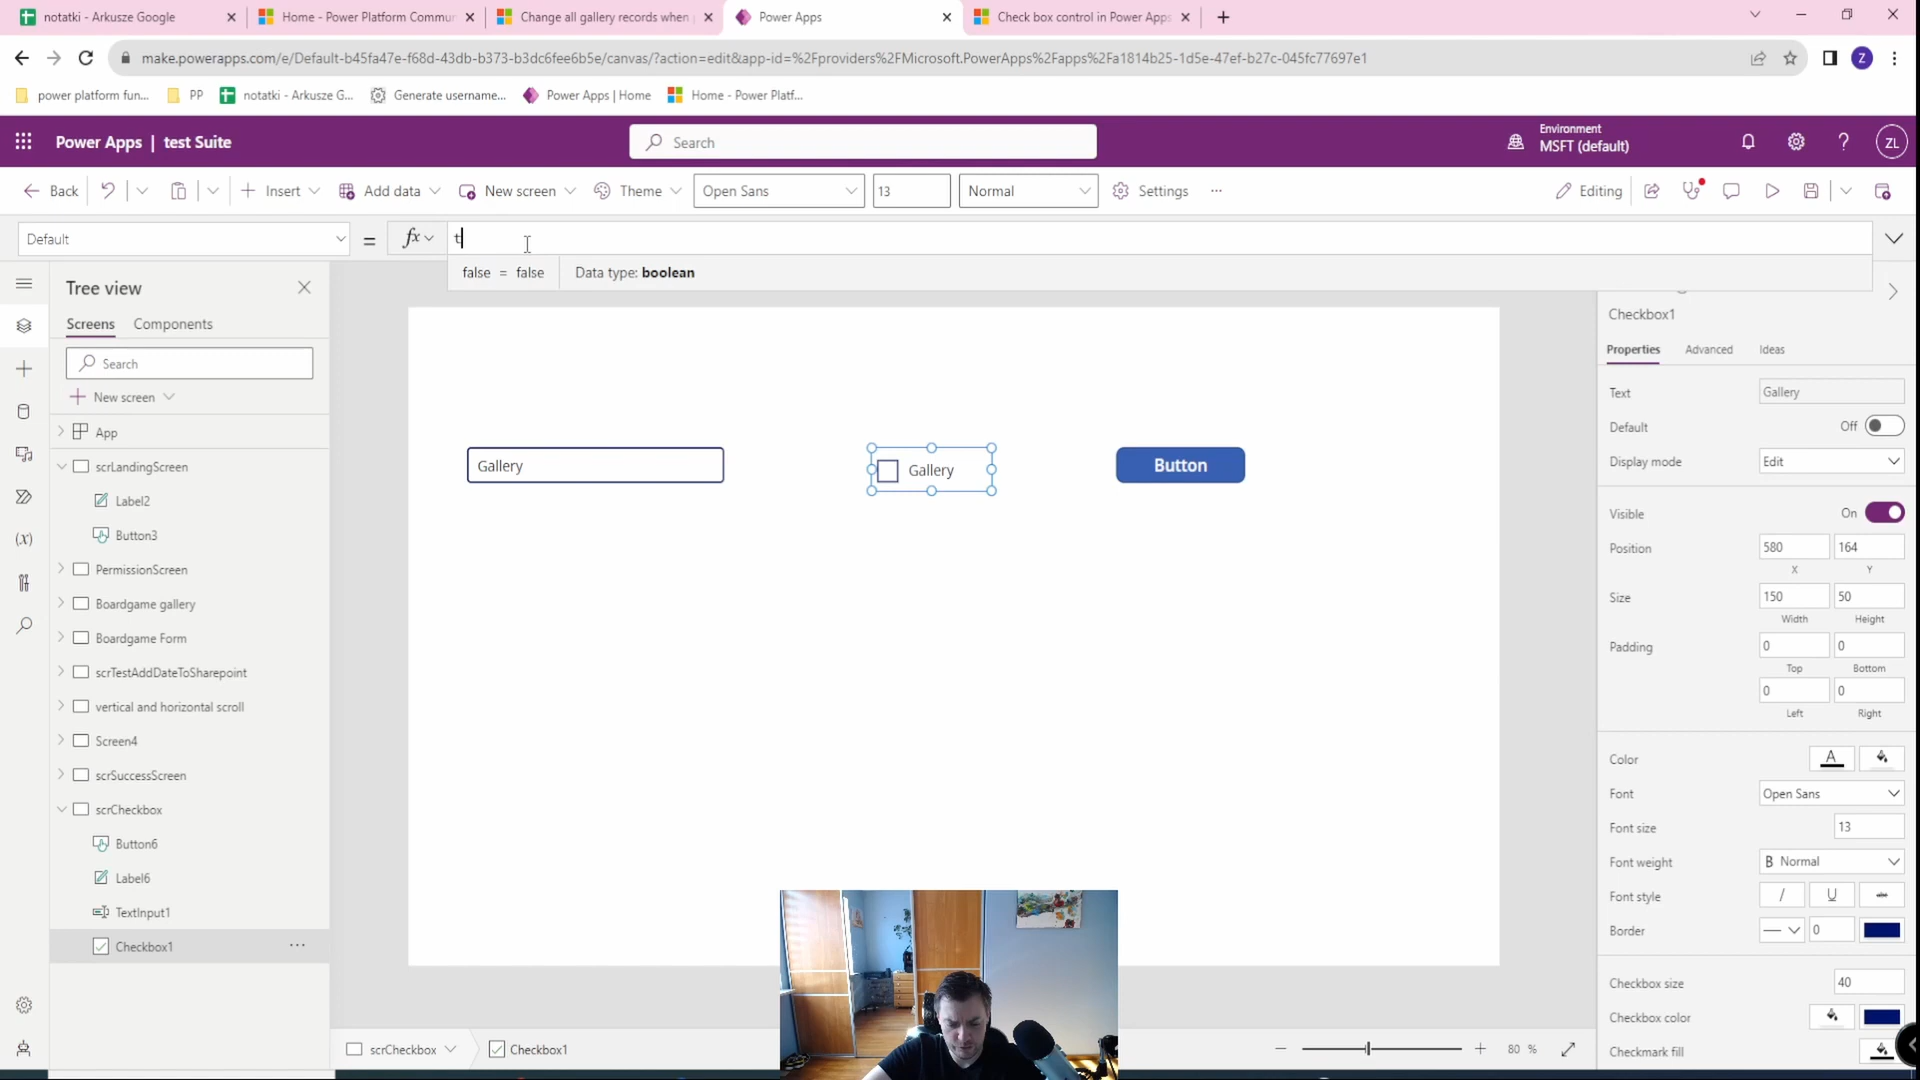 notatki - Arkusze Google
Home - Power Platform Commun
Change all gallery records when
Power Apps
Check box control in Power Apps
make.powerapps.com/e/Default-b45fa47e-f68d-43db-b373-b3dc6fee6b5e/canvas/?action=edit&app-id=%2Fproviders%2FMicrosoft.PowerApps%2Fapps%2Fa1814b25-1d5e-47ef-b27c-045fc77697e1
Z
power platform fun...
PP
notatki - Arkusze G...
Generate username...
Power Apps | Home
Home - Power Platf...
Power Apps | test Suite
Search
Environment
MSFT (default)
ZL
Back
Insert
Add data
New screen
Theme
Open Sans
13
Normal
Settings
Editing
Default
=
fx
t
false = false
Data type: boolean
Tree view
Screens
Components
Search
New screen
App
scrLandingScreen
Label2
Button3
PermissionScreen
Boardgame gallery
Boardgame Form
scrTestAddDateToSharepoint
vertical and horizontal scroll
Screen4
scrSuccessScreen
scrCheckbox
Button6
Label6
TextInput1
Checkbox1
Gallery
Gallery
Button
Checkbox1
Properties
Advanced
Ideas
Text
Gallery
Default
Off
Display mode
Edit
Visible
On
Position
580
164
X
Y
Size
150
50
Width
Height
Padding
0
0
Top
Bottom
0
0
Left
Right
Color
A
Font
Open Sans
Font size
13
Font weight
B Normal
Font style
/
U
Border
0
Checkbox size
40
Checkbox color
Checkmark fill
scrCheckbox
Checkbox1
80 %